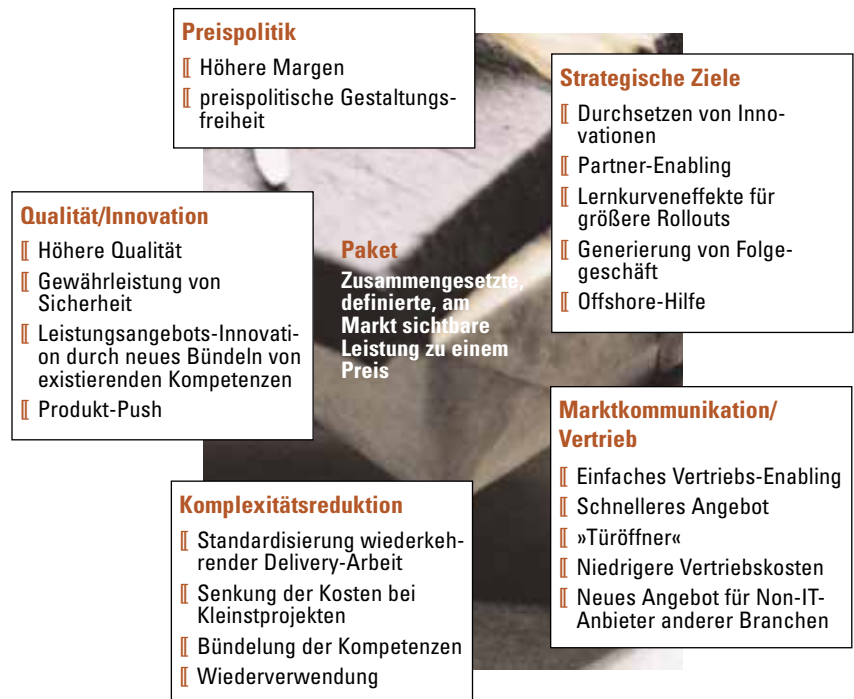 Preispolitik
Höhere Margen
preispolitische Gestaltungs-
freiheit
Strategische Ziele
Durchsetzen von Inno-
vationen
Partner-Enabling
Lernkurveneffekte für
größere Rollouts
Generierung von Folge-
geschäft
Offshore-Hilfe
Qualität/Innovation
Höhere Qualität
Gewährleistung von
Sicherheit
Leistungsangebots-Innovati-
on durch neues Bündeln von
existierenden Kompetenzen
Produkt-Push
Paket
Zusammengesetzte,
definierte, am
Markt sichtbare
Leistung zu einem
Preis
Marktkommunikation/
Vertrieb
Einfaches Vertriebs-Enabling
Schnelleres Angebot
»Türöffner«
Niedrigere Vertriebskosten
Neues Angebot für Non-IT-
Anbieter anderer Branchen
Komplexitätsreduktion
Standardisierung wiederkeh-
render Delivery-Arbeit
Senkung der Kosten bei
Kleinstprojekten
Bündelung der Kompetenzen
Wiederverwendung